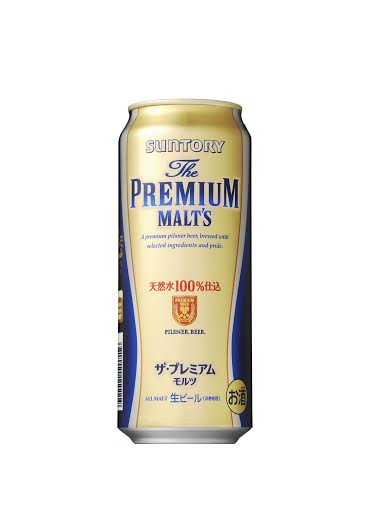 SUNTORY
The
PREMIUM
MALT'S
A premium pilsner beer, brewed with
selected ingredients and pride.
天然水100%仕込
PREMIUM
BEER
PILSNER BEER
ザ・プレミアム
モルツ
ALL MALT 生ビール
お酒